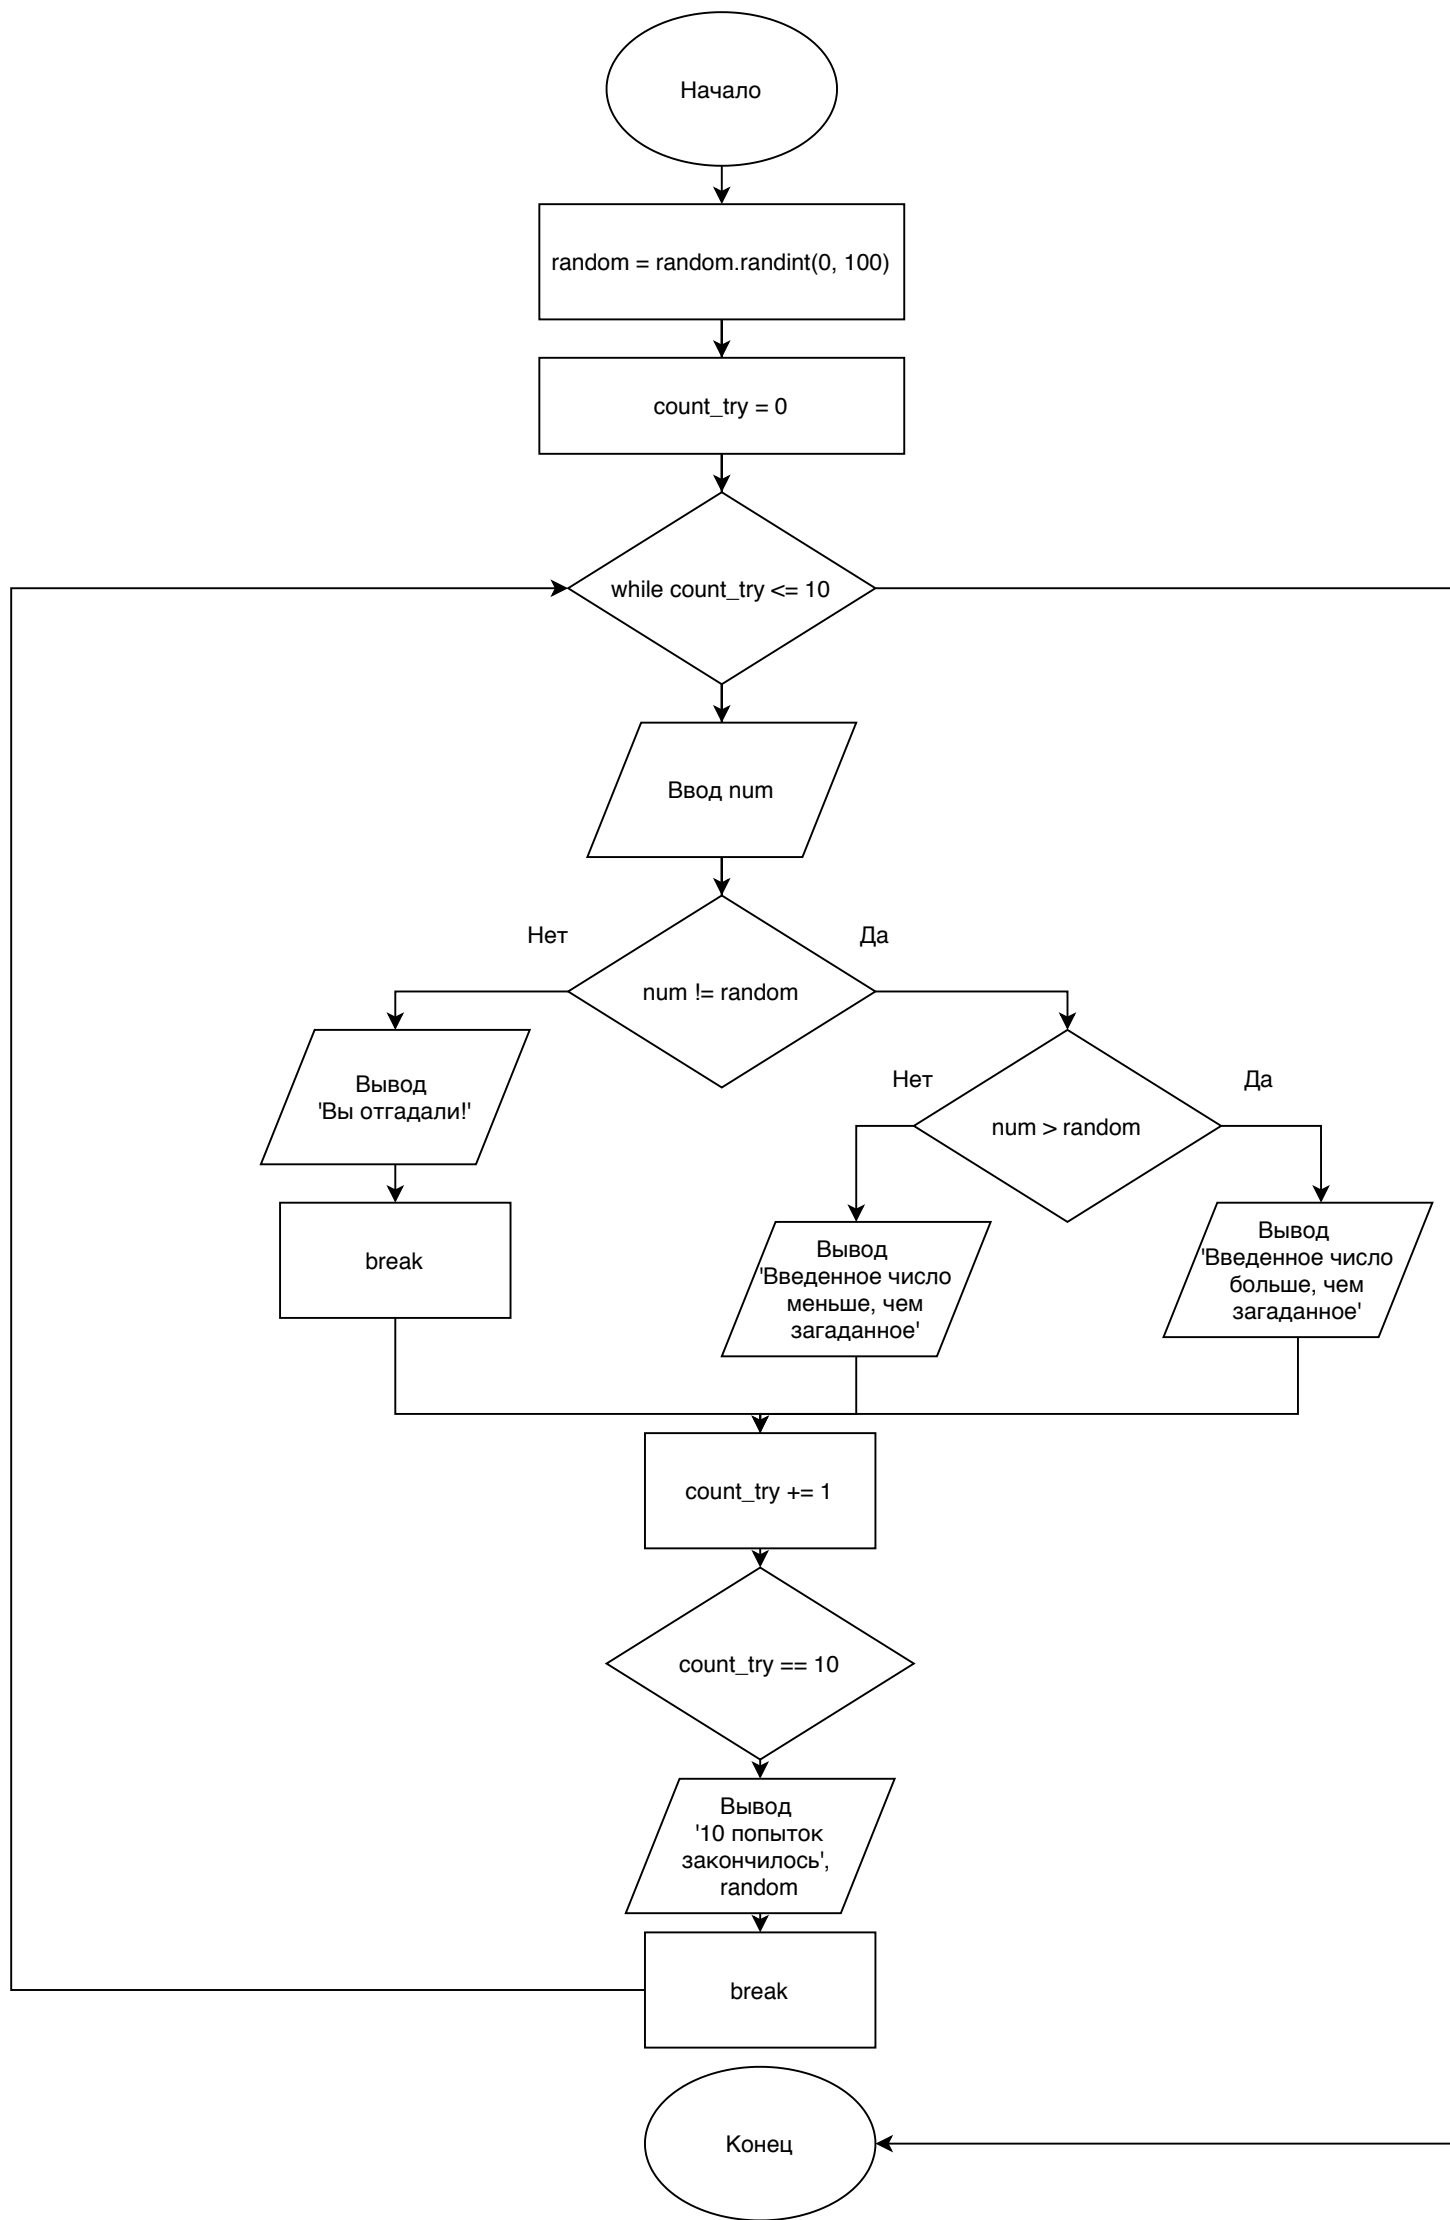 Начало
random = random.randint(0, 100)
count_try = 0
while count_try <= 10
Ввод num
Нет
Да
num != random
Вывод
'Вы отгадали!'
Нет
Да
num > random
break
Вывод
'Введенное число
меньше, чем
загаданное'
Вывод
'Введенное число
больше, чем
загаданное'
count_try += 1
count_try == 10
Вывод
'10 попыток
закончилось',
random
break
Конец